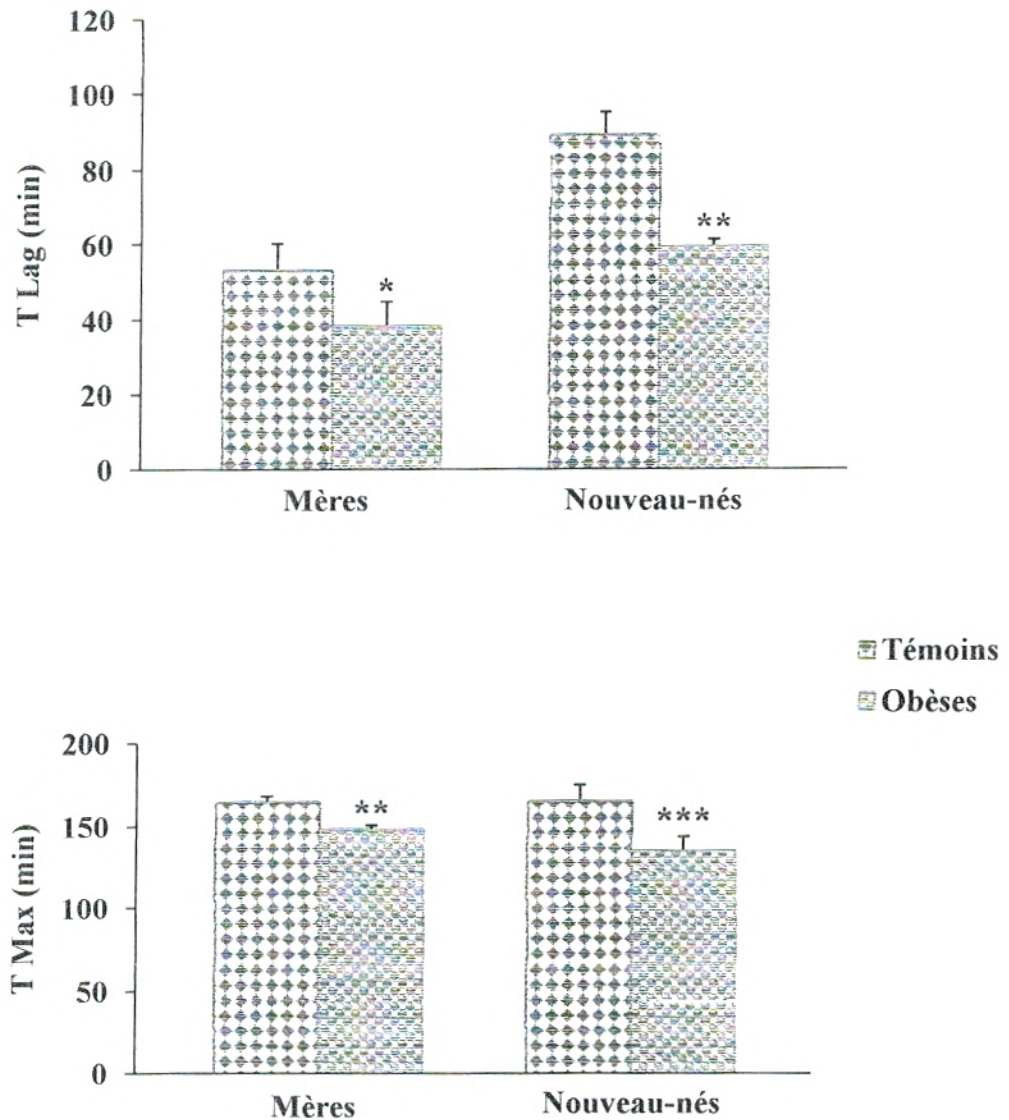 120
100
80
60
40
20
0
T Lag (min)
*
**
Mères
Nouveau-nés
Témoins
Obèses
200
150
100
50
0
T Max (min)
**
***
Mères
Nouveau-nés